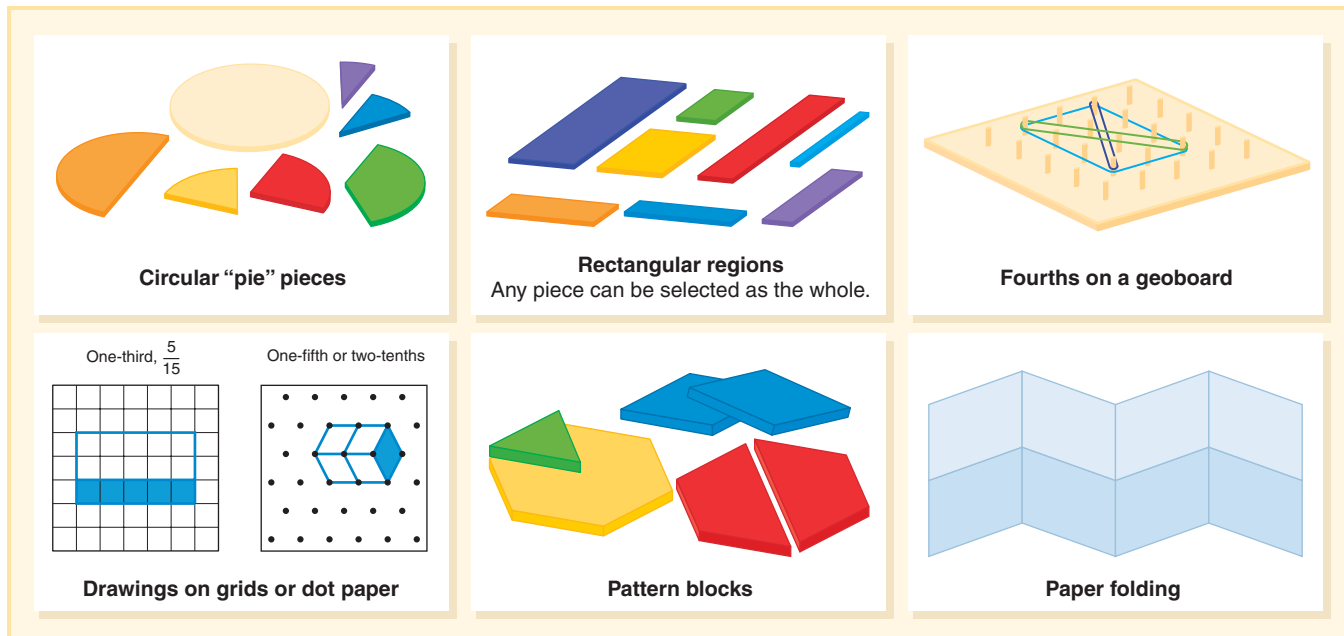 Circular “pie” pieces
Rectangular regions
Any piece can be selected as the whole.
Fourths on a geoboard
One-third, 5/15
One-fifth or two-tenths
Drawings on grids or dot paper
Pattern blocks
Paper folding